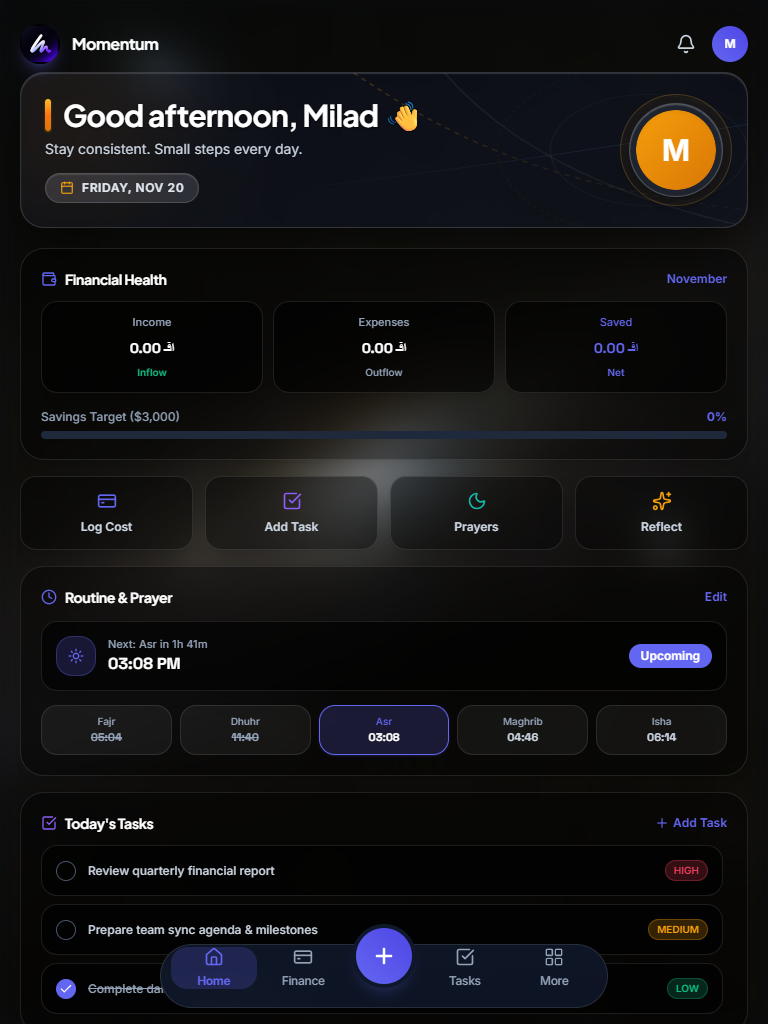 Momentum
M
Good afternoon, Milad 👋
Stay consistent. Small steps every day.
FRIDAY, NOV 20
M
Financial Health
November
Income
Expenses
Saved
0.00
0.00
0.00
Inflow
Outflow
Net
Savings Target ($3,000)
0%
Log Cost
Add Task
Prayers
Reflect
Routine & Prayer
Edit
Next: Asr in 1h 41m
03:08 PM
Upcoming
Fajr
Dhuhr
Asr
Maghrib
Isha
05:04
11:40
03:08
04:46
06:14
Today's Tasks
+ Add Task
Review quarterly financial report
HIGH
Prepare team sync agenda & milestones
MEDIUM
Complete
LOW
Home
Finance
Tasks
More